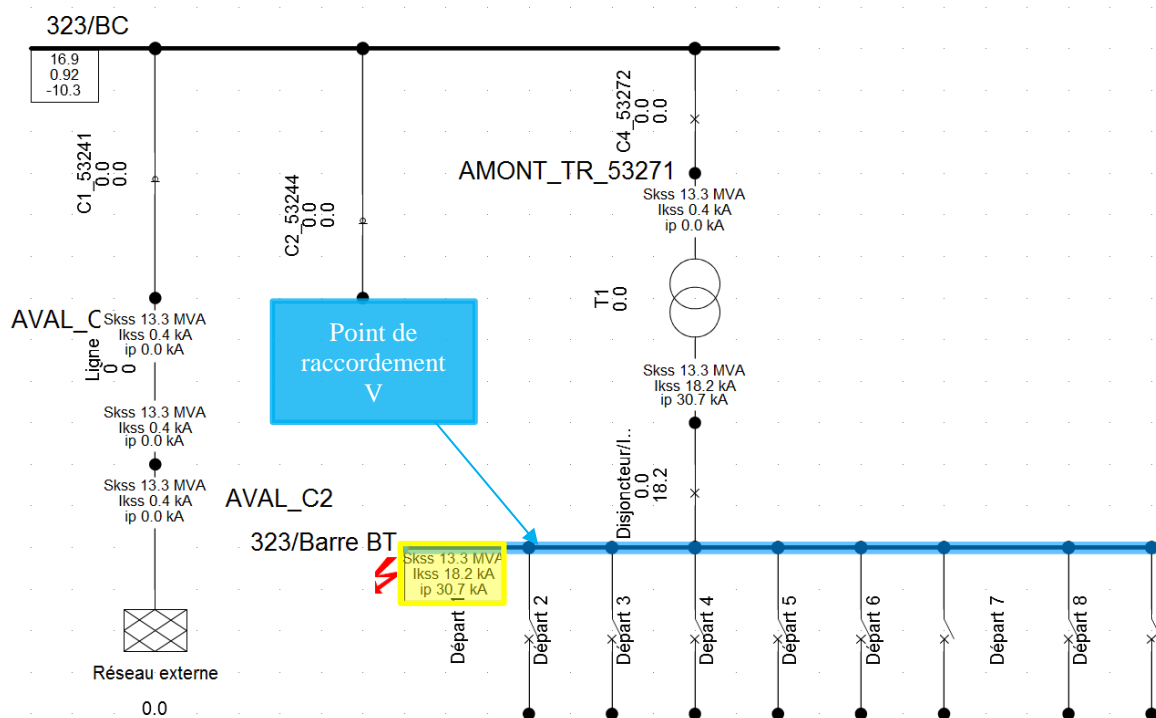 323/BC
16.9
0.92
-10.3
C1_53241
0.0
0.0
C2_53244
0.0
0.0
C4_53272
0.0
0.0
AMONT_TR_53271
Skss 13.3 MVA
Ikss 0.4 kA
ip 0.0 kA
T1
0.0
AVAL_C
Skss 13.3 MVA
Ikss 0.4 kA
ip 0.0 kA
Ligne
0
0
Point de
raccordement
V
Skss 13.3 MVA
Ikss 18.2 kA
ip 30.7 kA
Skss 13.3 MVA
Ikss 0.4 kA
ip 0.0 kA
Skss 13.3 MVA
Ikss 0.4 kA
ip 0.0 kA
AVAL_C2
Disjoncteur/I..
0.0
18.2
323/Barre BT
Skss 13.3 MVA
Ikss 18.2 kA
ip 30.7 kA
Départ 1
Départ 2
Départ 3
Départ 4
Départ 5
Départ 6
Départ 7
Départ 8
Réseau externe
0.0